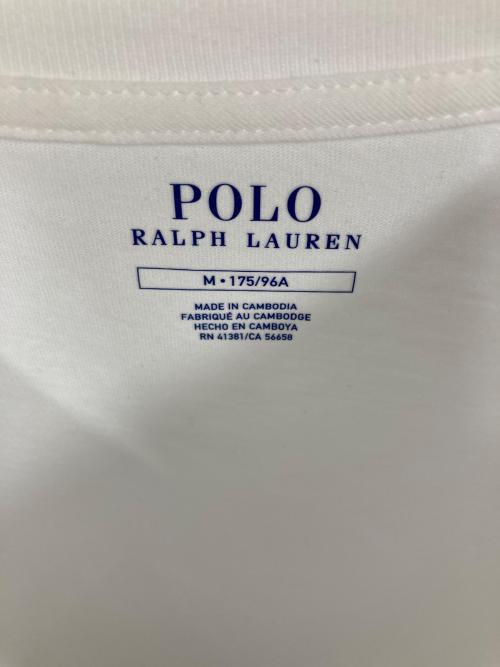 POLO
RALPH LAUREN
M • 175/96A
MADE IN CAMBODIA
FABRIQUÉ AU CAMBODGE
HECHO EN CAMBOYA
RN 41381/CA 56658